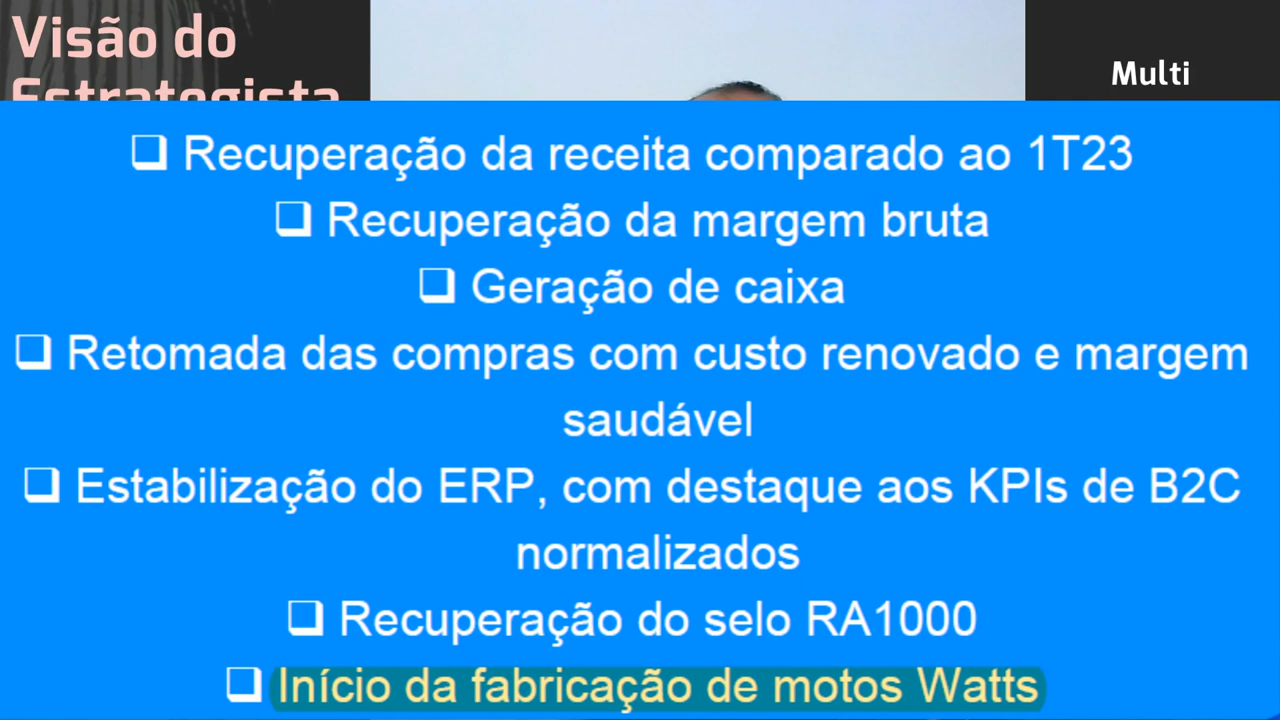 Visão do
Estrategista
Multi
❑ Recuperação da receita comparado ao 1T23
❑ Recuperação da margem bruta
❑ Geração de caixa
❑ Retomada das compras com custo renovado e margem
saudável
❑ Estabilização do ERP, com destaque aos KPIs de B2C
normalizados
❑ Recuperação do selo RA1000
❑ Início da fabricação de motos Watts